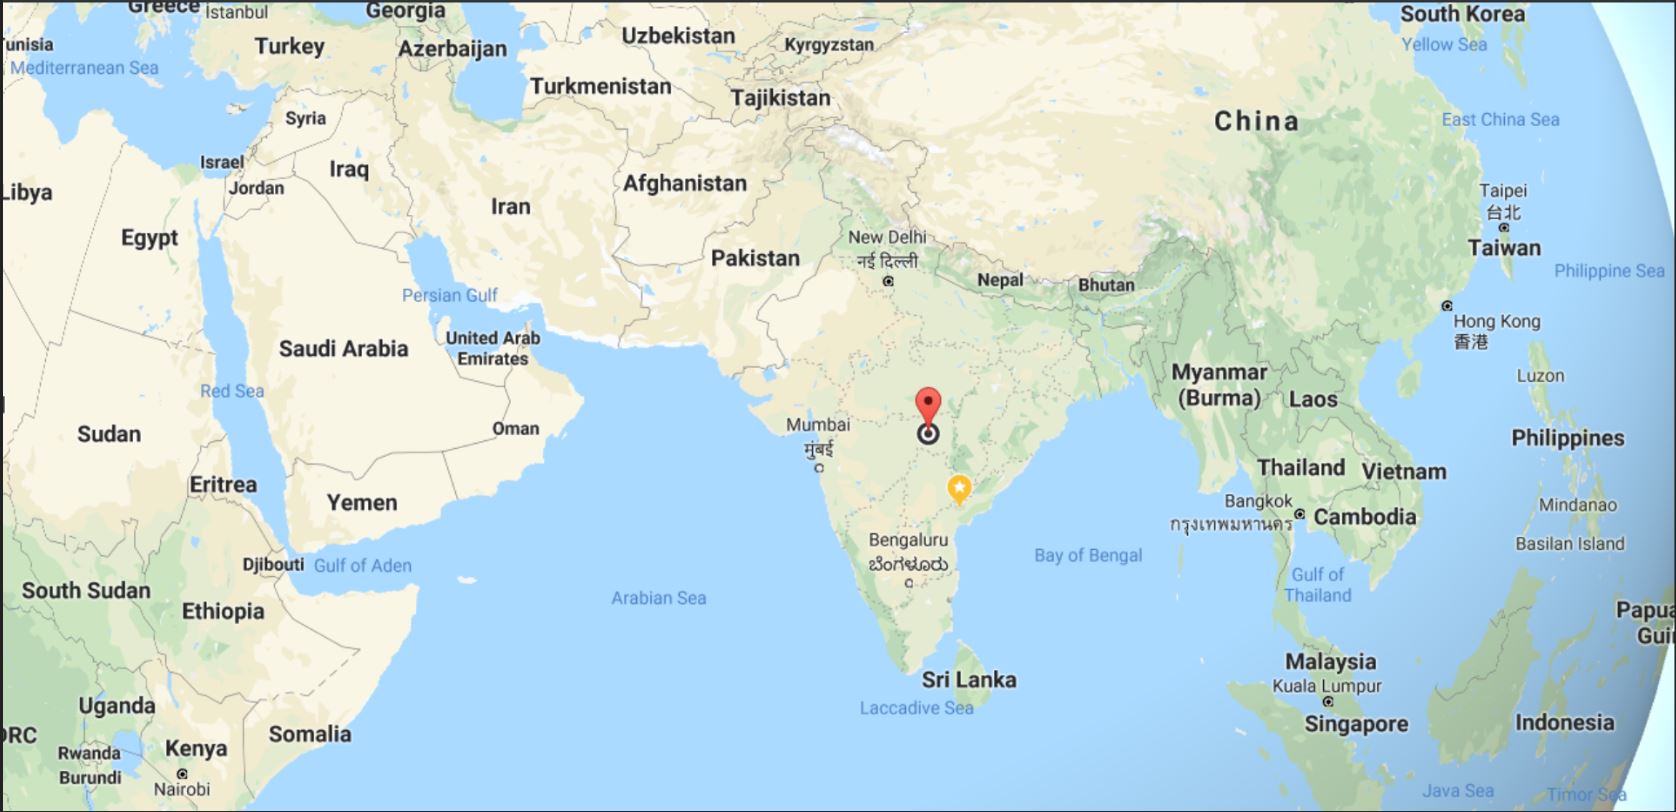 Greece
İstanbul
Georgia
South Korea
Uzbekistan
Kyrgyzstan
Turkey
Azerbaijan
Yellow Sea
Mediterranean Sea
Turkmenistan
Tajikistan
Syria
China
East China Sea
Israel
Iraq
Jordan
Afghanistan
Libya
Iran
Taipei
台北
Egypt
New Delhi
नई दिल्ली
Taiwan
Pakistan
Nepal
Bhutan
Philippine Sea
Persian Gulf
Hong Kong
香港
Saudi Arabia
United Arab
Emirates
Myanmar
(Burma)
Luzon
Red Sea
Laos
Mumbai
मुंबई
Oman
Sudan
Philippines
Thailand
Vietnam
Eritrea
Yemen
Bangkok
กรุงเทพมหานคร
Cambodia
Mindanao
Bengaluru
ಬೆಂಗಳೂರು
Basilan Island
Djibouti
Gulf of Aden
Bay of Bengal
Gulf of
Thailand
South Sudan
Ethiopia
Arabian Sea
Papua
Gui
Malaysia
Sri Lanka
Kuala Lumpur
Uganda
Laccadive Sea
Singapore
Indonesia
DRC
Somalia
Rwanda
Kenya
Burundi
Nairobi
Java Sea
Timor Sea